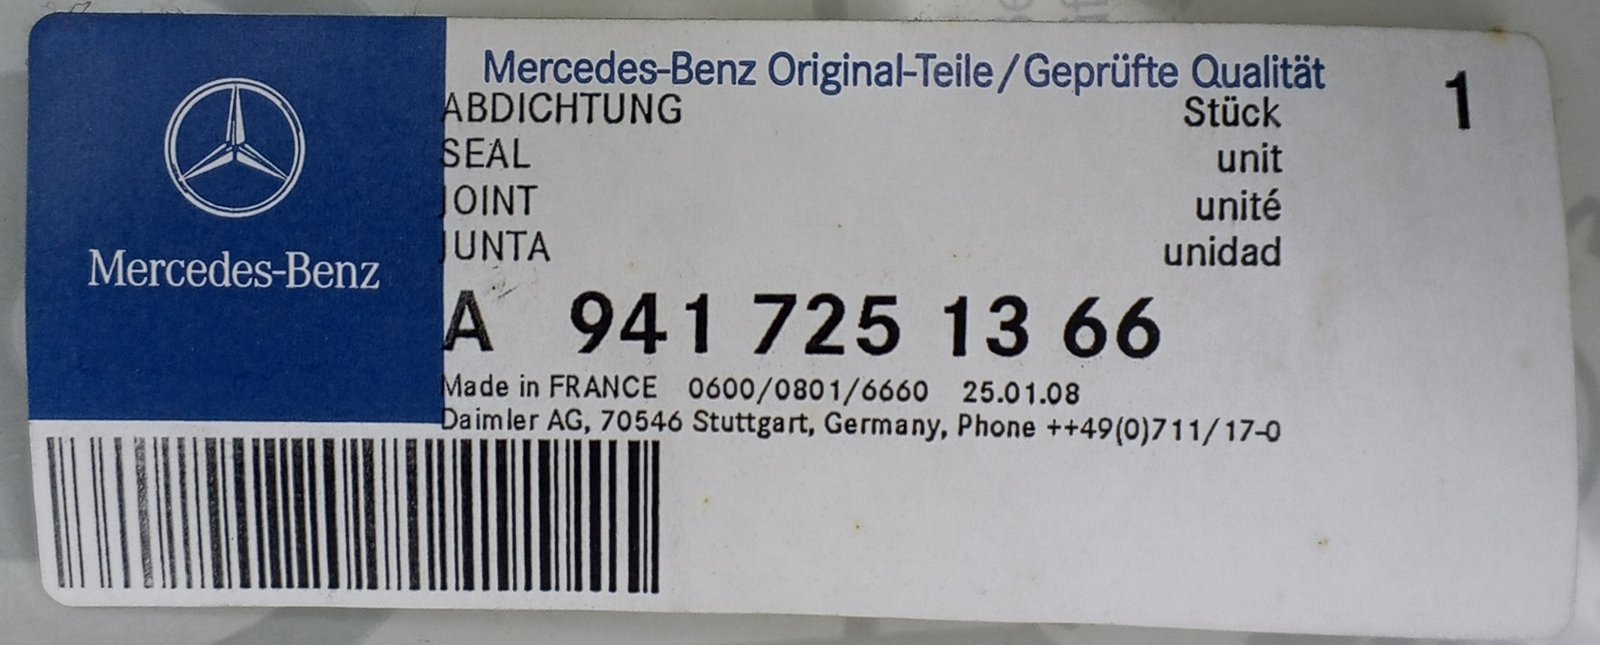 Mercedes-Benz
Mercedes-Benz Original-Teile/Geprüfte Qualität
ABDICHTUNG Stück 1
SEAL unit
JOINT unité
JUNTA unidad
A 941 725 13 66
Made in FRANCE 0600/0801/6660 25.01.08
Daimler AG, 70546 Stuttgart, Germany, Phone ++49(0)711/17-0